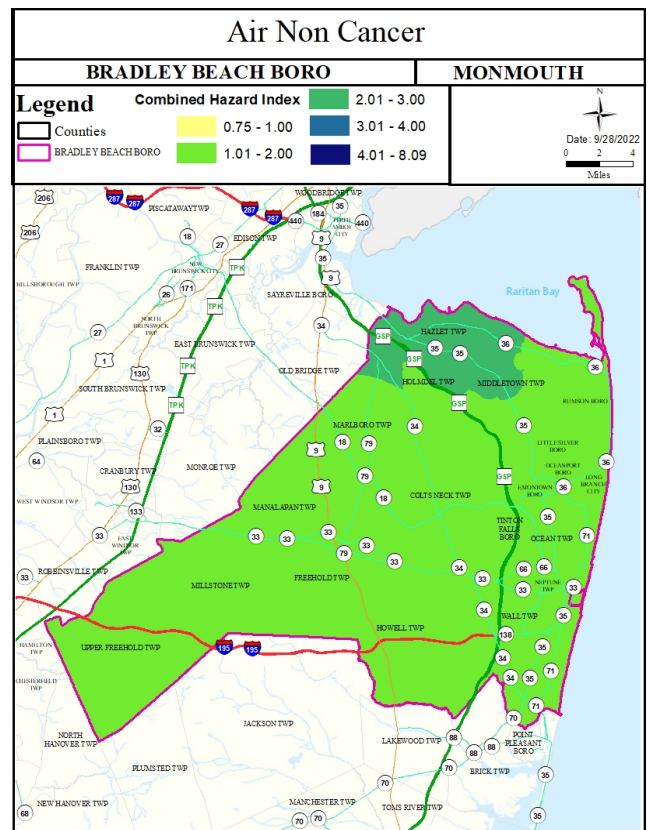 Air Non Cancer
BRADLEY BEACH BORO
MONMOUTH
Legend
Counties
BRADLEY BEACH BORO
Combined Hazard Index
0.75 - 1.00
1.01 - 2.00
2.01 - 3.00
3.01 - 4.00
4.01 - 8.09
N
Date: 9/28/2022
0 2 4
Miles
206
287
287
PISCATAWAY TWP
287
287
WOODBRIDGE TWP
35
184
440
440
PERTH AMBOY CITY
206
18
27
EDISON TWP
9
35
FRANKLIN TWP
NEW BRUNSWICK CITY
TPK
9
HILLSBOROUGH TWP
26
171
SAYREVILLE BORO
Raritan Bay
TPK
27
NORTH BRUNSWICK TWP
34
HAZLET TWP
GSP
35
35
36
1
130
EAST BRUNSWICK TWP
GSP
TPK
OLD BRIDGE TWP
HOLMDEL TWP
MIDDLETOWN TWP
36
SOUTH BRUNSWICK TWP
1
TPK
GSP
RUMSON BORO
32
MARLBORO TWP
34
35
PLAINSBORO TWP
18
79
9
LITTLE SILVER BORO
64
CRANBURY TWP
MONROE TWP
79
GSP
OCEANPORT BORO
36
130
9
18
COLTS NECK TWP
EATONTOWN BORO
36
LONG BRANCH CITY
WEST WINDSOR TWP
133
MANALAPAN TWP
TINTON FALLS BORO
35
33
EAST WINDSOR TWP
33
33
33
33
79
33
OCEAN TWP
71
33
ROBBINSVILLE TWP
MILLSTONE TWP
FREEHOLD TWP
34
33
66
66
33
NEPTUNE TWP
33
34
WALL TWP
35
HAMILTON TWP
UPPER FREEHOLD TWP
195
195
HOWELL TWP
138
35
CHESTERFIELD TWP
34
34
35
71
71
NORTH HANOVER TWP
JACKSON TWP
LAKEWOOD TWP
88
88
88
70
POINT PLEASANT BORO
PLUMSTED TWP
70
BRICK TWP
35
70
NEW HANOVER TWP
MANCHESTER TWP
TOMS RIVER TWP
68
70
70
35